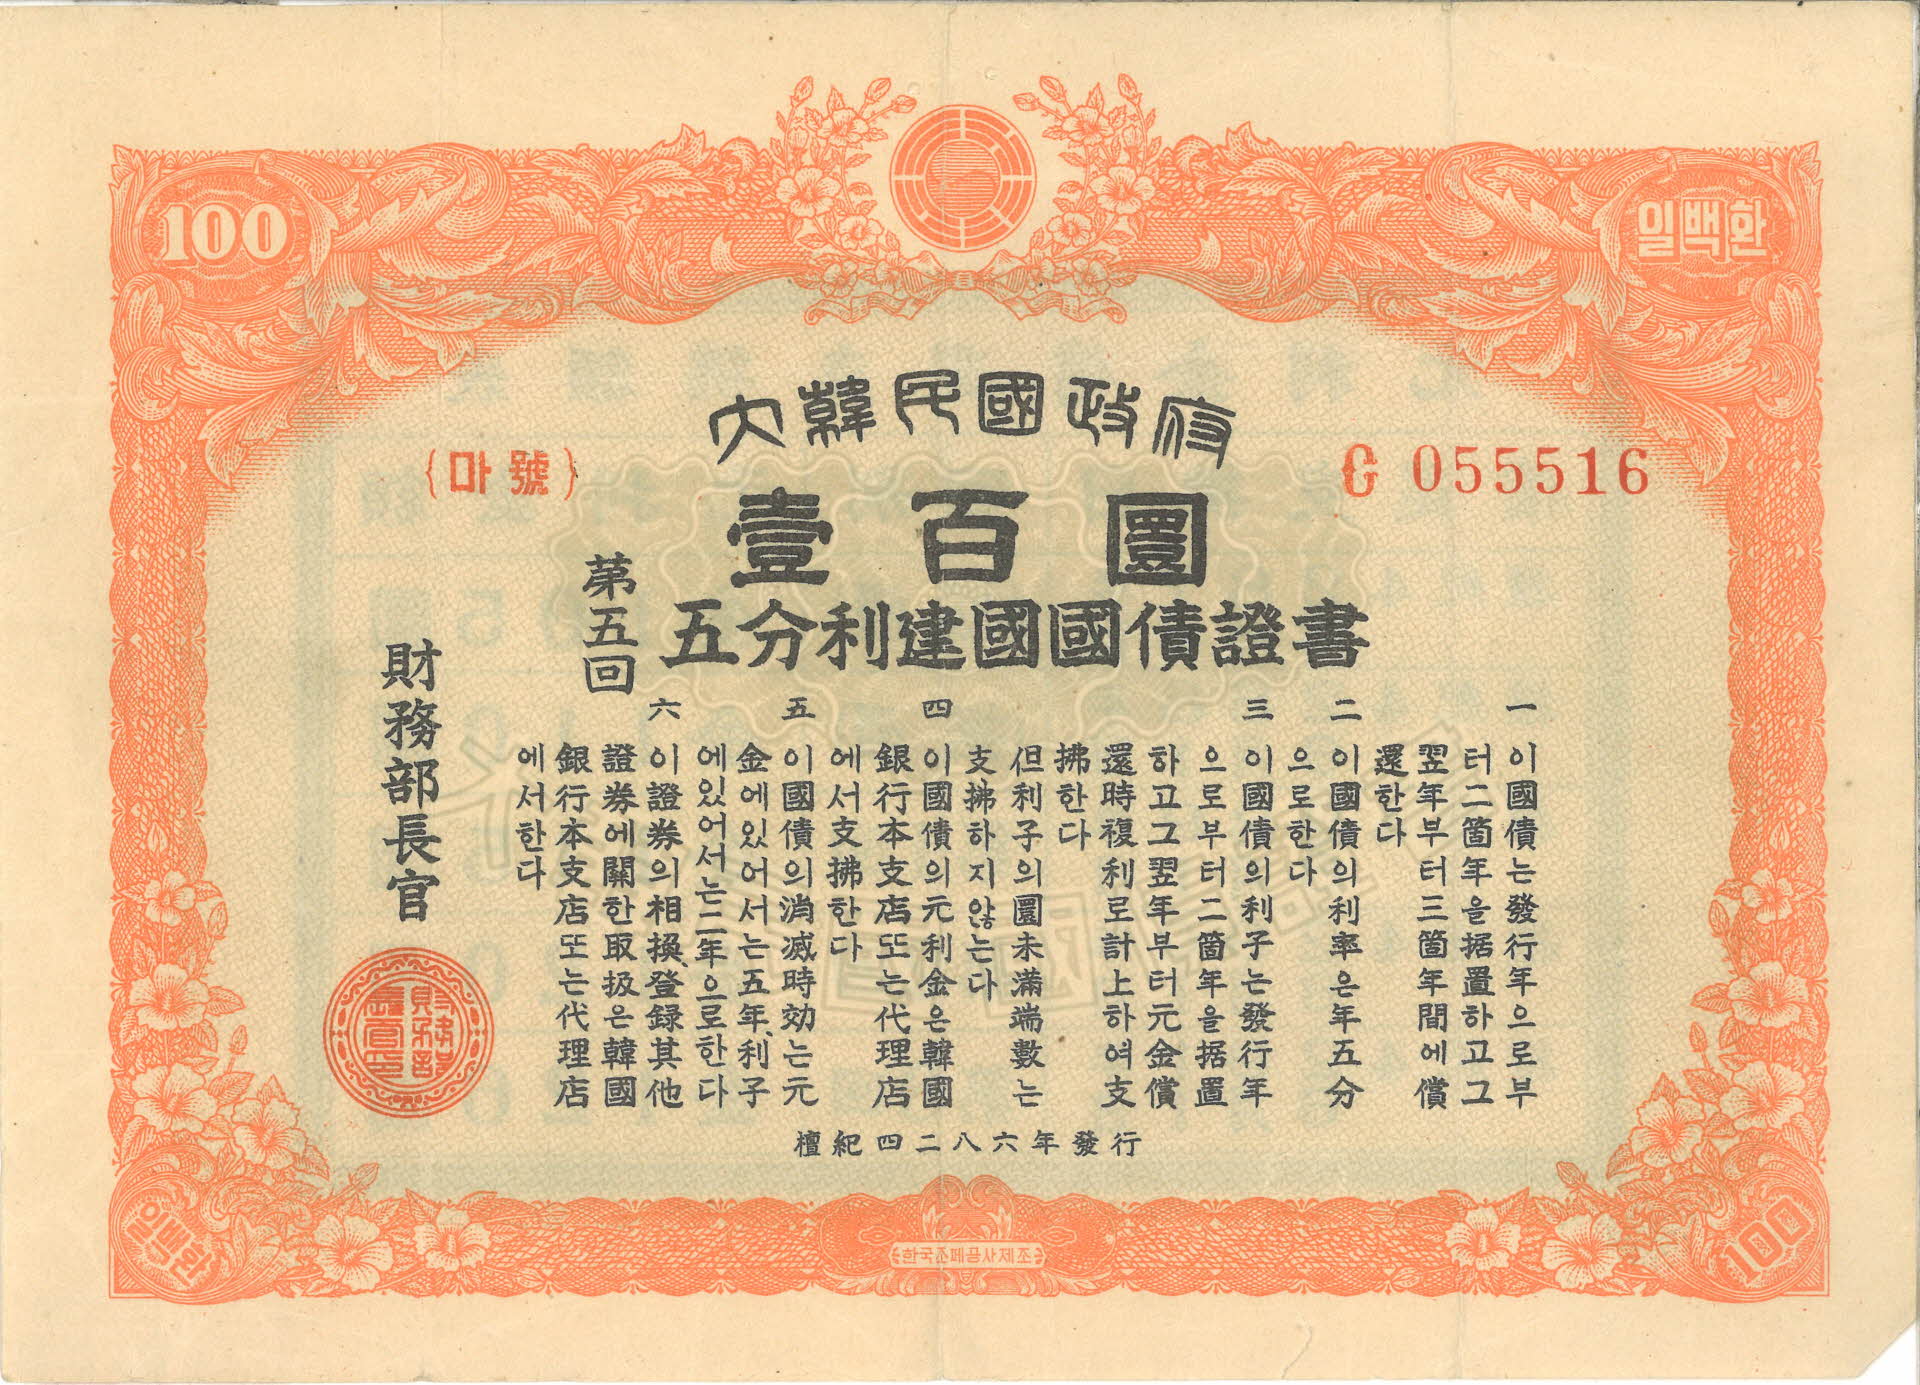 100
일백환
大韓民國政府
{마號}
₲ 055516
壹百圜
第五回
五分利建國國債證書
一 이國債는發行年으로부
터二箇年을据置하고그
翌年부터三箇年間에償
還한다
二 이國債의利率은年五分
으로한다
三 이國債의利子는發行年
으로부터二箇年을据置
하고그翌年부터元金償
還時複利로計上하여支
拂한다
但利子의圜未滿端數는
支拂하지않는다
四 이國債의元利金은韓國
銀行本支店또는代理店
에서支拂한다
五 이國債의消滅時効는元
金에있어서는五年、利子
에있어서는二年으로한다
六 이證券의相換、登録其他
證券에關한取扱은韓國
銀行本支店또는代理店
에서한다
財務部長官
檀紀四二八六年發行
일백환
한국조폐공사제조
100